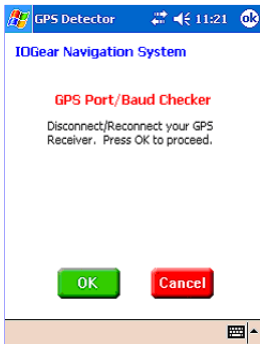 GPS Detector 11:21 ok
IOGear Navigation System
GPS Port/Baud Checker
Disconnect/Reconnect your GPS
Receiver. Press OK to proceed.
OK Cancel